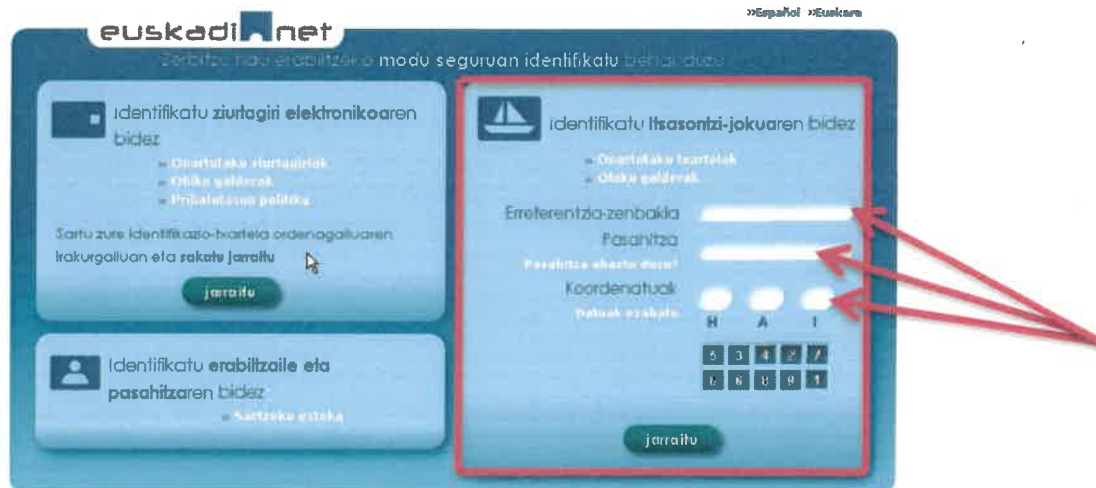 »Español »Euskara
euskadi.net
Zerbitzu hau erabiltzeko modu seguruan identifikatu behar duzu
Identifikatu ziurtagiri elektronikoaren
bidez
» Onartutako ziurtagiriak
» Ohiko galderak
» Pribatutasun politika
Sartu zure identifikazio-txartela ordenagailuaren
irakurgailuan eta sakatu jarraitu
jarraitu
Identifikatu erabiltzaile eta
pasahitzaren bidez
» Sartzeko esteka
Identifikatu Itsasontzi-jokuaren bidez
» Onartutako txartelak
» Ohiko galderak
Erreferentzia-zenbakia
Pasahitza
Pasahitza ahaztu duzu?
Koordenatuak
Datuak ezabatu
H A I
5 3 4 2 7
0 6 8 9 1
jarraitu